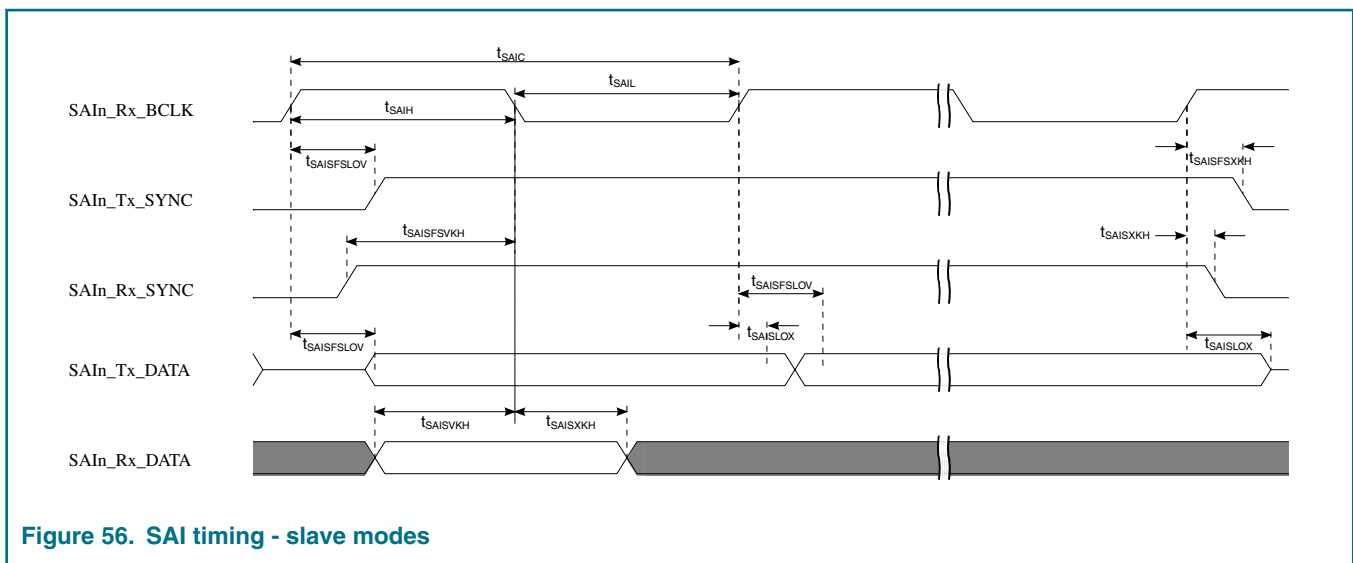 tSAIC
tSAIL
SAIn_Rx_BCLK
tSAIH
tSAISFSLOV
tSAISFSXKH
SAIn_Tx_SYNC
tSAISFSVKH
tSAISXKH
SAIn_Rx_SYNC
tSAISFSLOV
tSAISFSLOV
tSAISLOX
tSAISLOX
SAIn_Tx_DATA
tSAISVKH
tSAISXKH
SAIn_Rx_DATA
Figure 56. SAI timing - slave modes